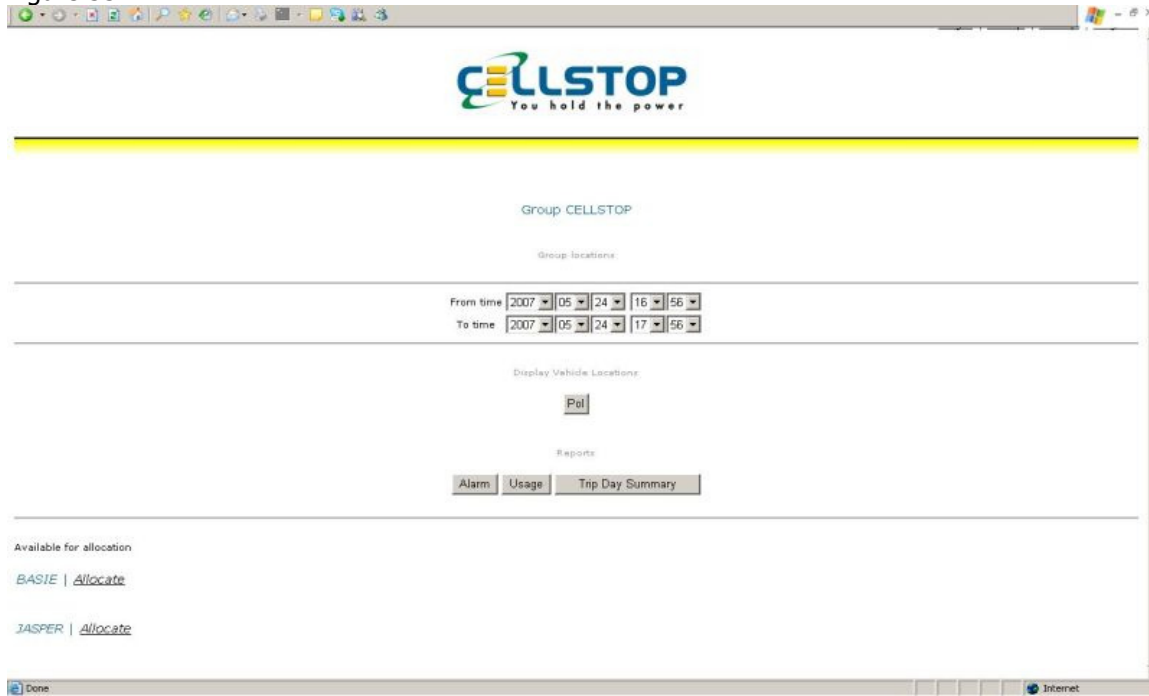 CELLSTOP
You hold the power
Group CELLSTOP
Group locations
From time 2007 05 24 16 56
To time 2007 05 24 17 56
Display Vehicle Locations
PoI
Reports
Alarm Usage Trip Day Summary
Available for allocation
BASIE | Allocate
JASPER | Allocate
Done Internet